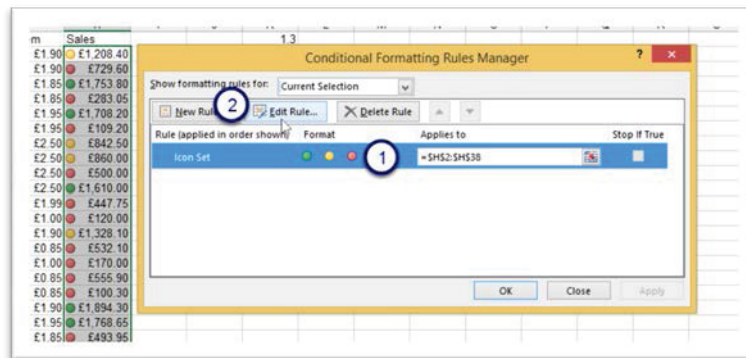 m Sales 1.3
£1.90 £1,208.40
£1.90 £729.60
£1.85 £1,753.80
£1.85 £283.05
£1.95 £1,708.20
£1.95 £109.20
£2.50 £842.50
£2.50 £860.00
£2.50 £500.00
£2.50 £1,610.00
£1.99 £447.75
£1.00 £120.00
£1.90 £1,328.10
£0.85 £532.10
£1.00 £170.00
£0.85 £555.90
£0.85 £100.30
£1.90 £1,894.30
£1.95 £1,768.65
£1.85 £493.95
Conditional Formatting Rules Manager ? ×
Show formatting rules for: Current Selection
New Rul 2 Edit Rule... Delete Rule
Rule (applied in order shown) Format Applies to Stop If True
Icon Set 1 =$H$2:$H$38
OK Close Apply